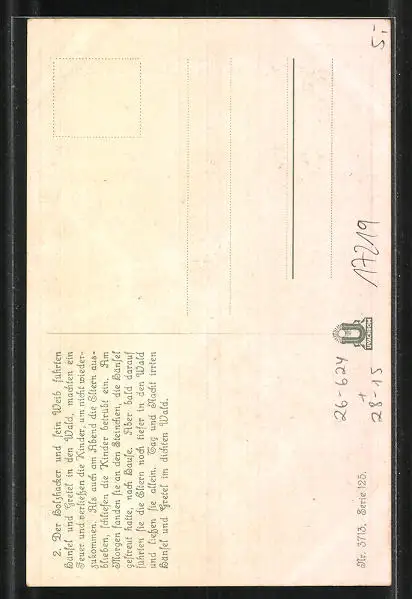 2. Der Holzhacker und sein Weib führten
Hänsel und Gretel in den Wald, machten ein
Feuer und verließen die Kinder, um nicht wieder-
zukommen. Als auch am Abend die Eltern aus-
blieben, schliefen die Kinder betrübt ein. Am
Morgen fanden sie an den Steinchen, die Hänsel
gestreut hatte, nach Hause. Aber bald darauf
führten sie die Eltern noch tiefer in den Wald
und ließen sie allein. Tag und Nacht irrten
Hänsel und Gretel im dichten Wald.
Nr. 3713. Serie 125.
26-624
28-15
17219
5.-